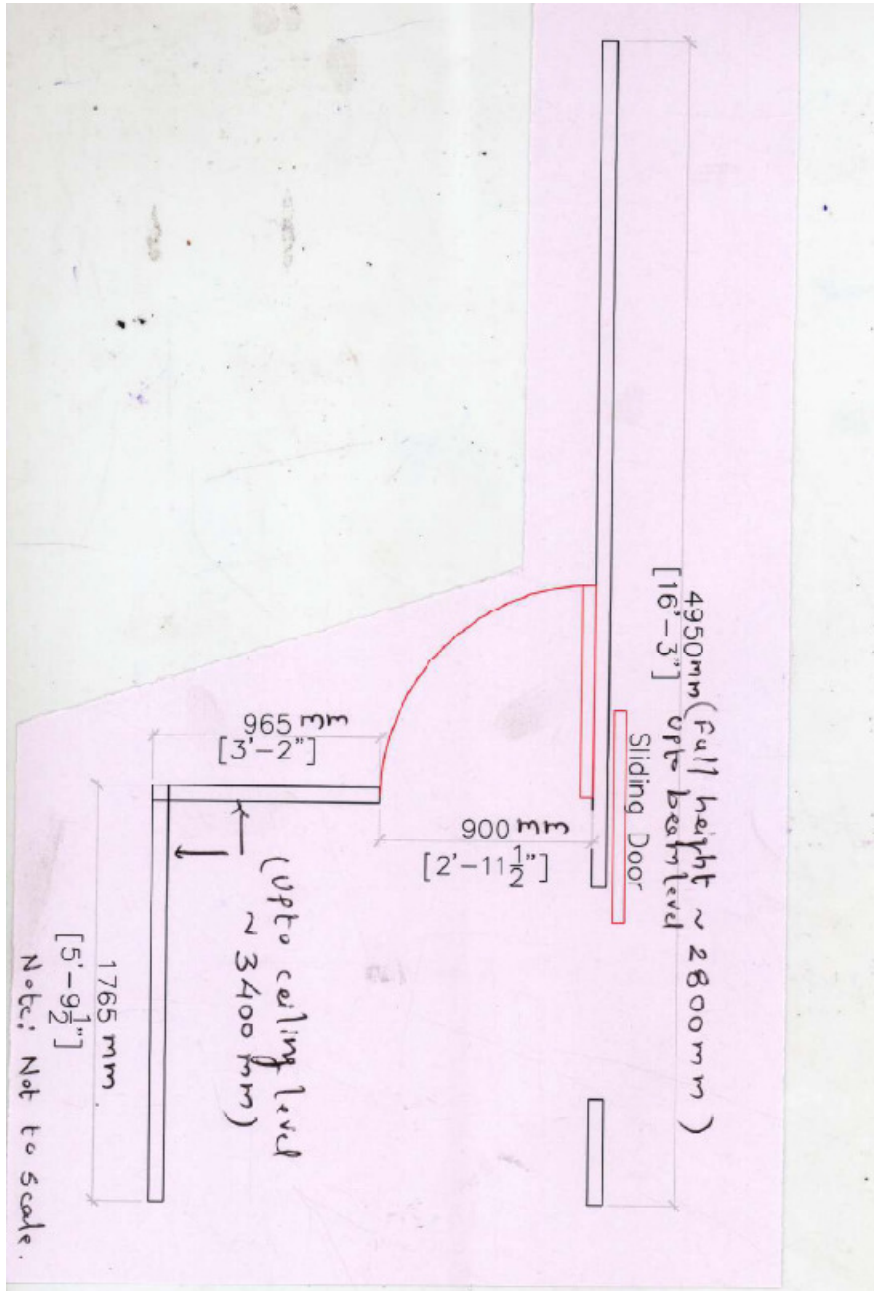 4950mm (Full height ~ 2800mm)
[16'-3"] upto beam level
Sliding Door
965 mm
[3'-2"]
900 mm
[2'-11½"]
(Upto ceiling level
~ 3400 mm)
1765 mm
[5'-9½"]
Note: Not to scale.